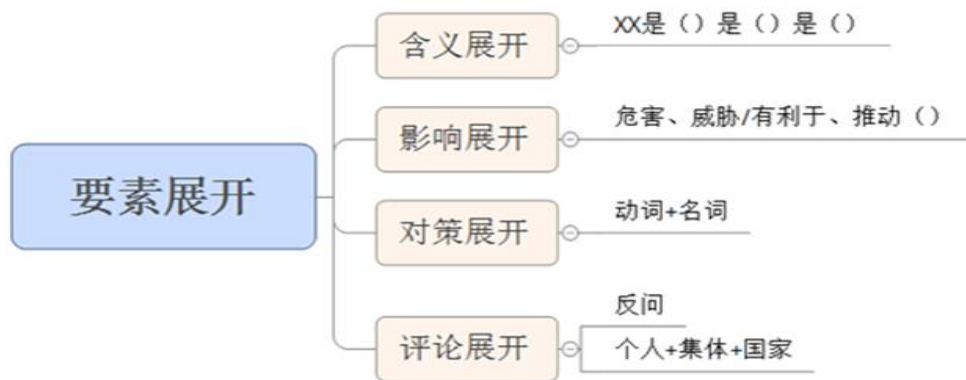 要素展开
含义展开
XX是（）是（）是（）
影响展开
危害、威胁/有利于、推动（）
对策展开
动词+名词
评论展开
反问
个人+集体+国家